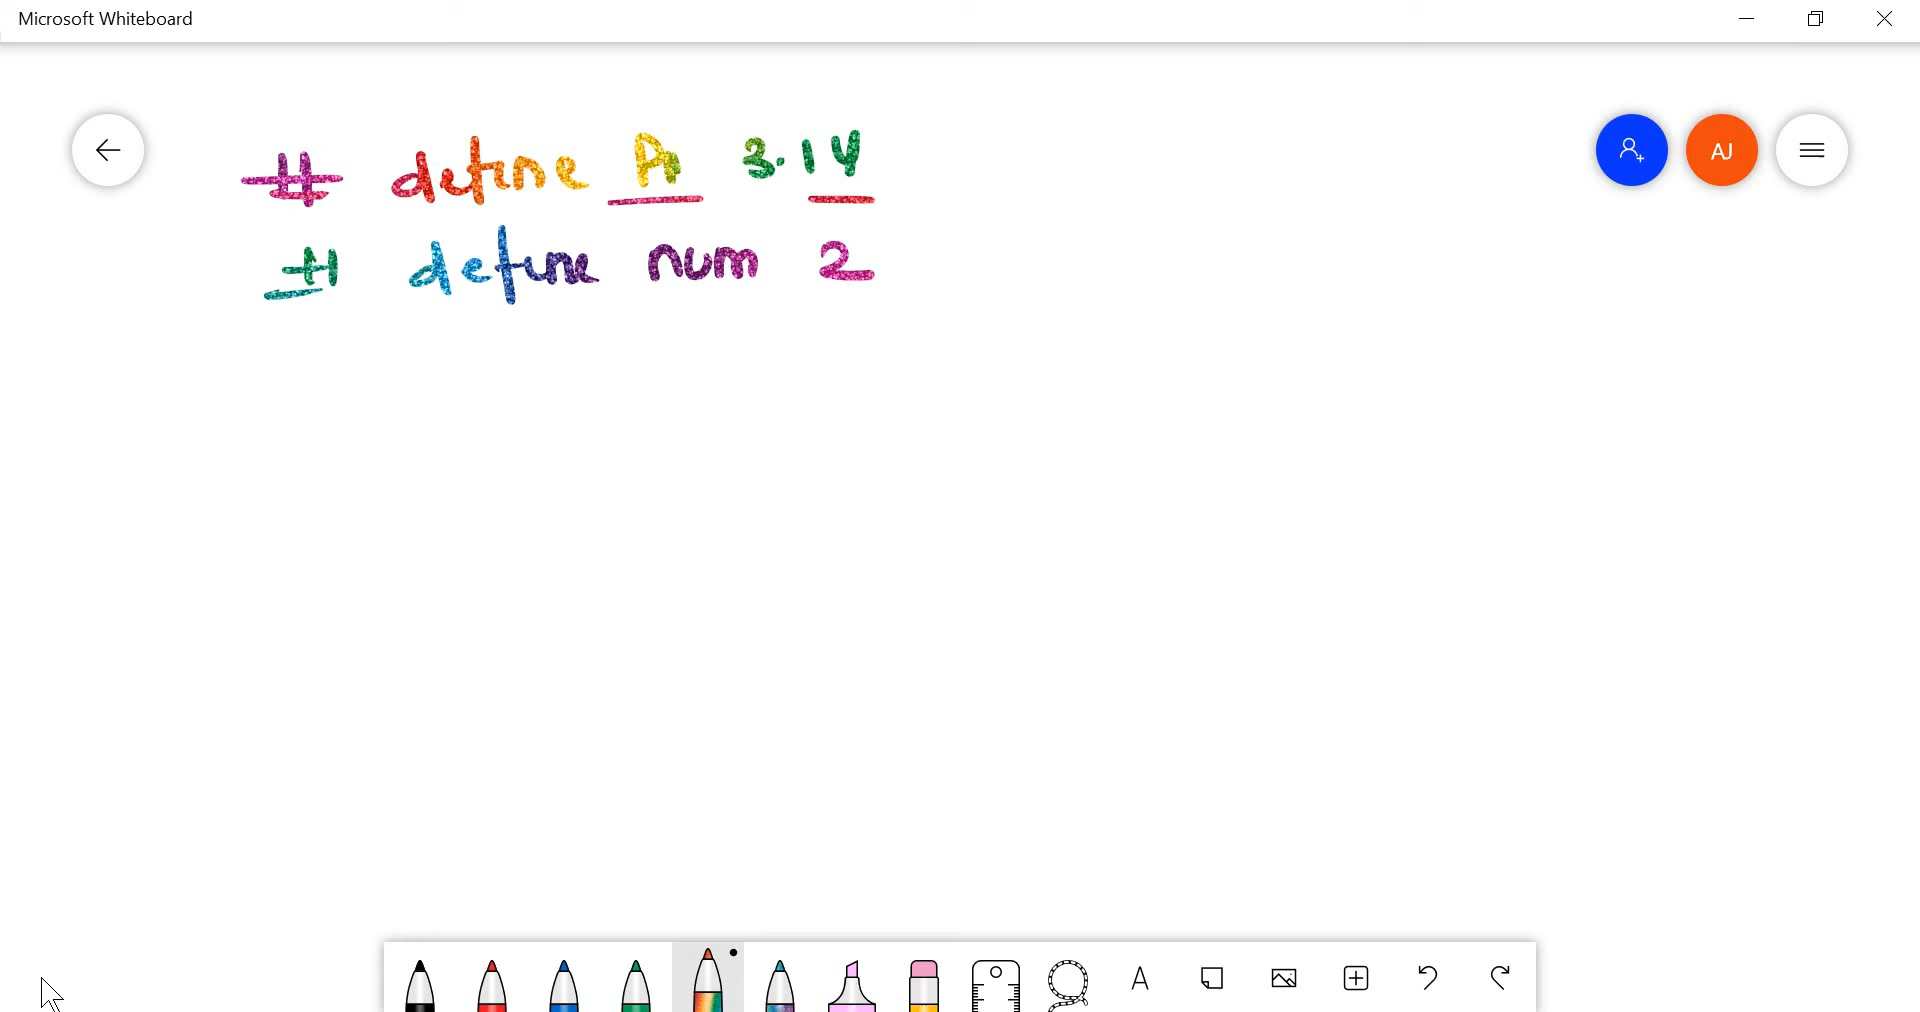 Microsoft Whiteboard
# define Pi 3.14
AJ
# define num 2
A